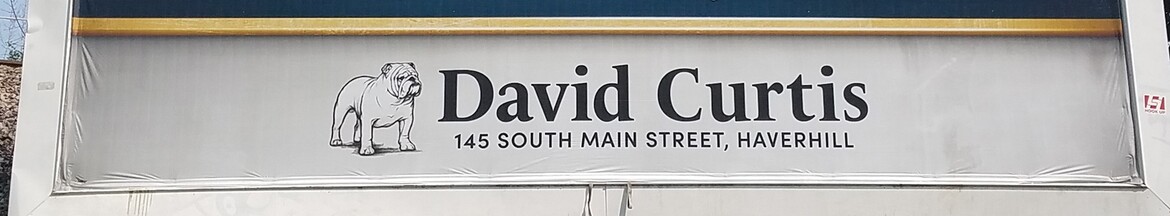 David Curtis
145 SOUTH MAIN STREET, HAVERHILL